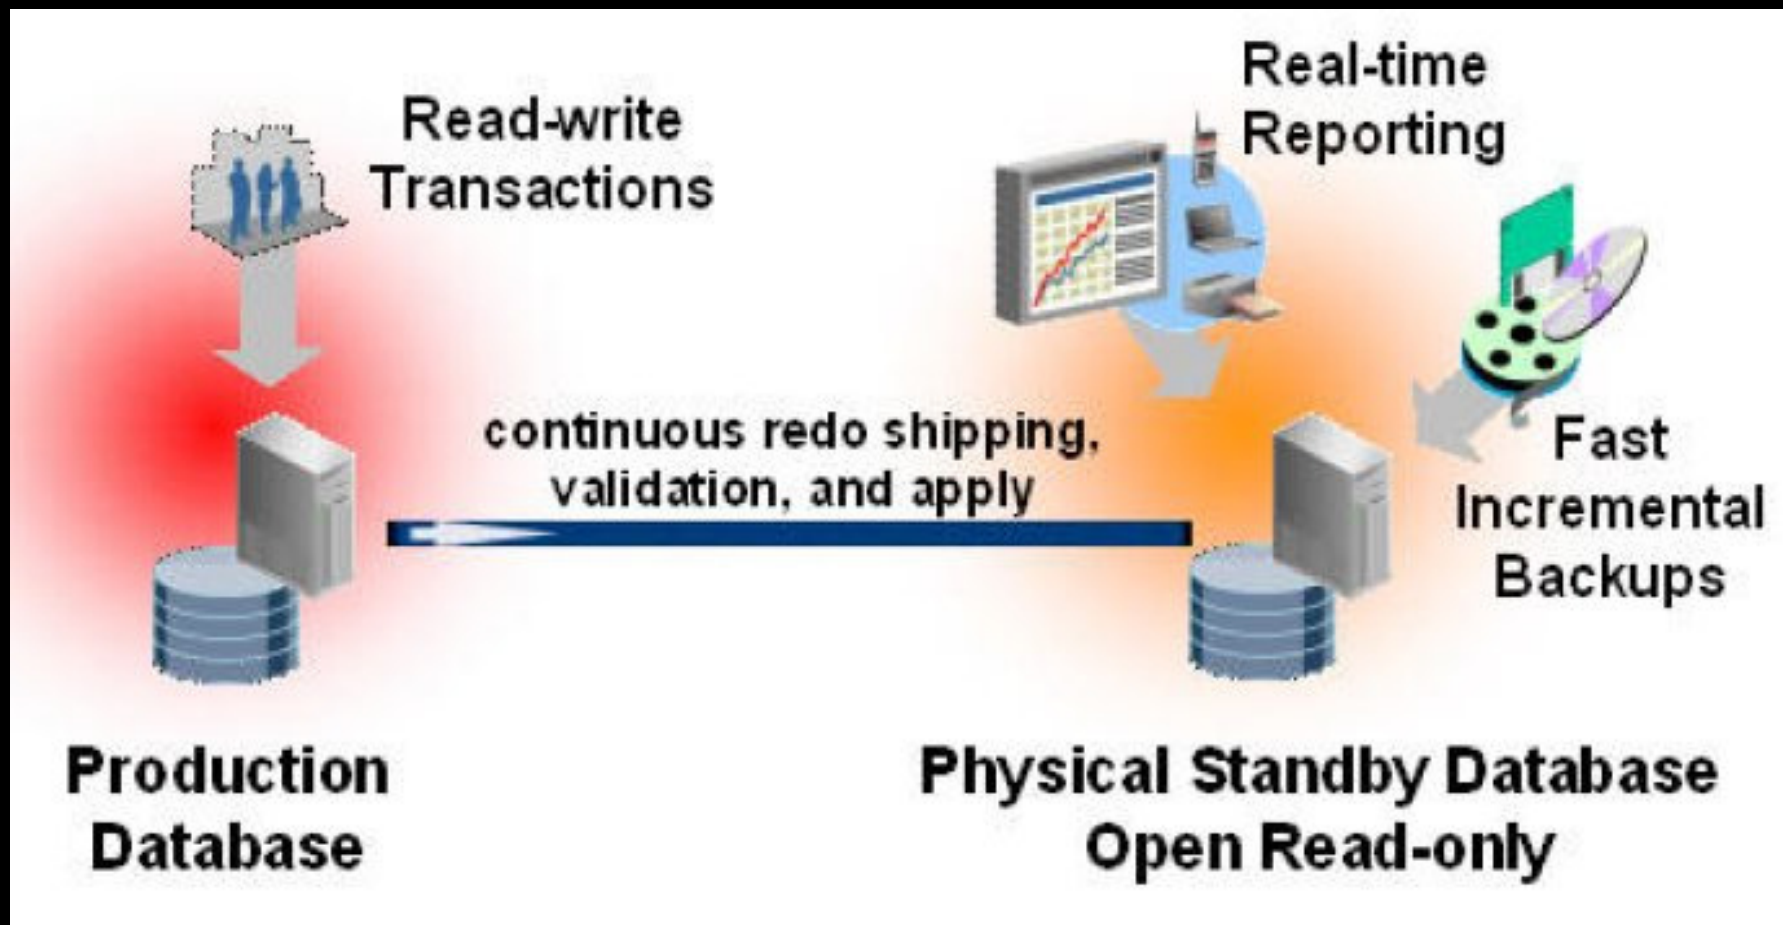 Read-write
Transactions
Real-time
Reporting
continuous redo shipping,
validation, and apply
Fast
Incremental
Backups
Production
Database
Physical Standby Database
Open Read-only